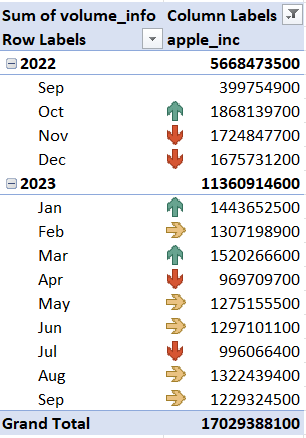 Sum of volume_info Column Labels
Row Labels apple_inc
2022 5668473500
Sep 399754900
Oct 1868139700
Nov 1724847700
Dec 1675731200
2023 11360914600
Jan 1443652500
Feb 1307198900
Mar 1520266600
Apr 969709700
May 1275155500
Jun 1297101100
Jul 996066400
Aug 1322439400
Sep 1229324500
Grand Total 17029388100